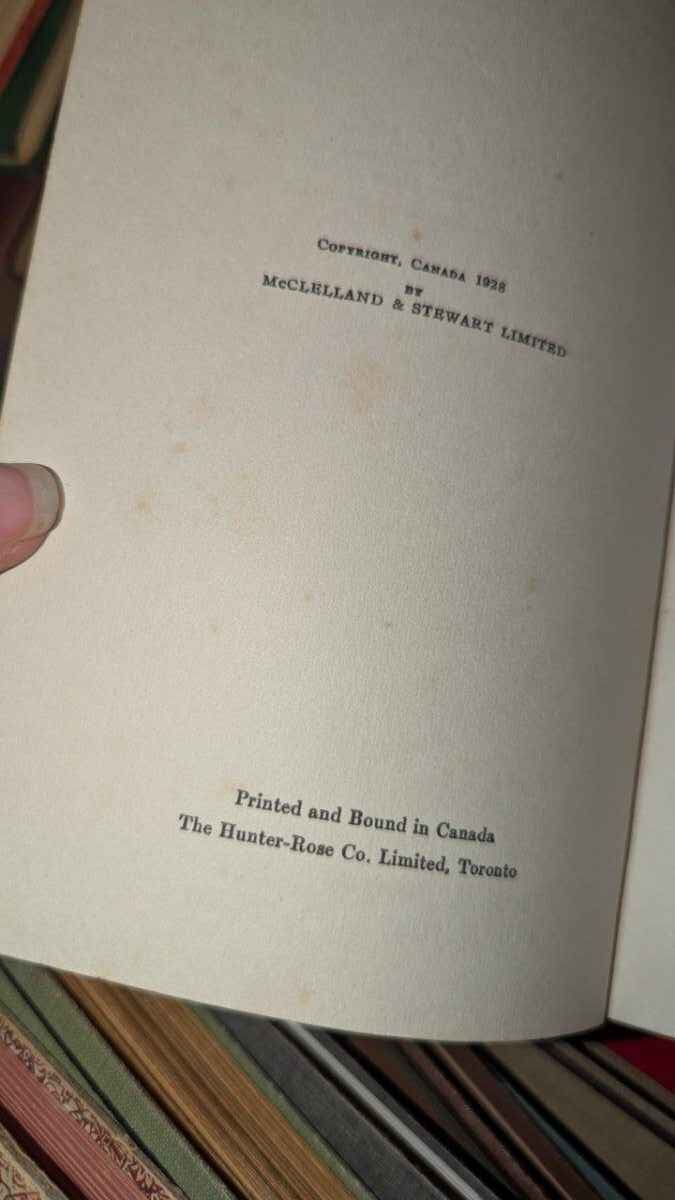 COPYRIGHT, CANADA 1928
BY
McCLELLAND & STEWART LIMITED
Printed and Bound in Canada
The Hunter-Rose Co. Limited, Toronto